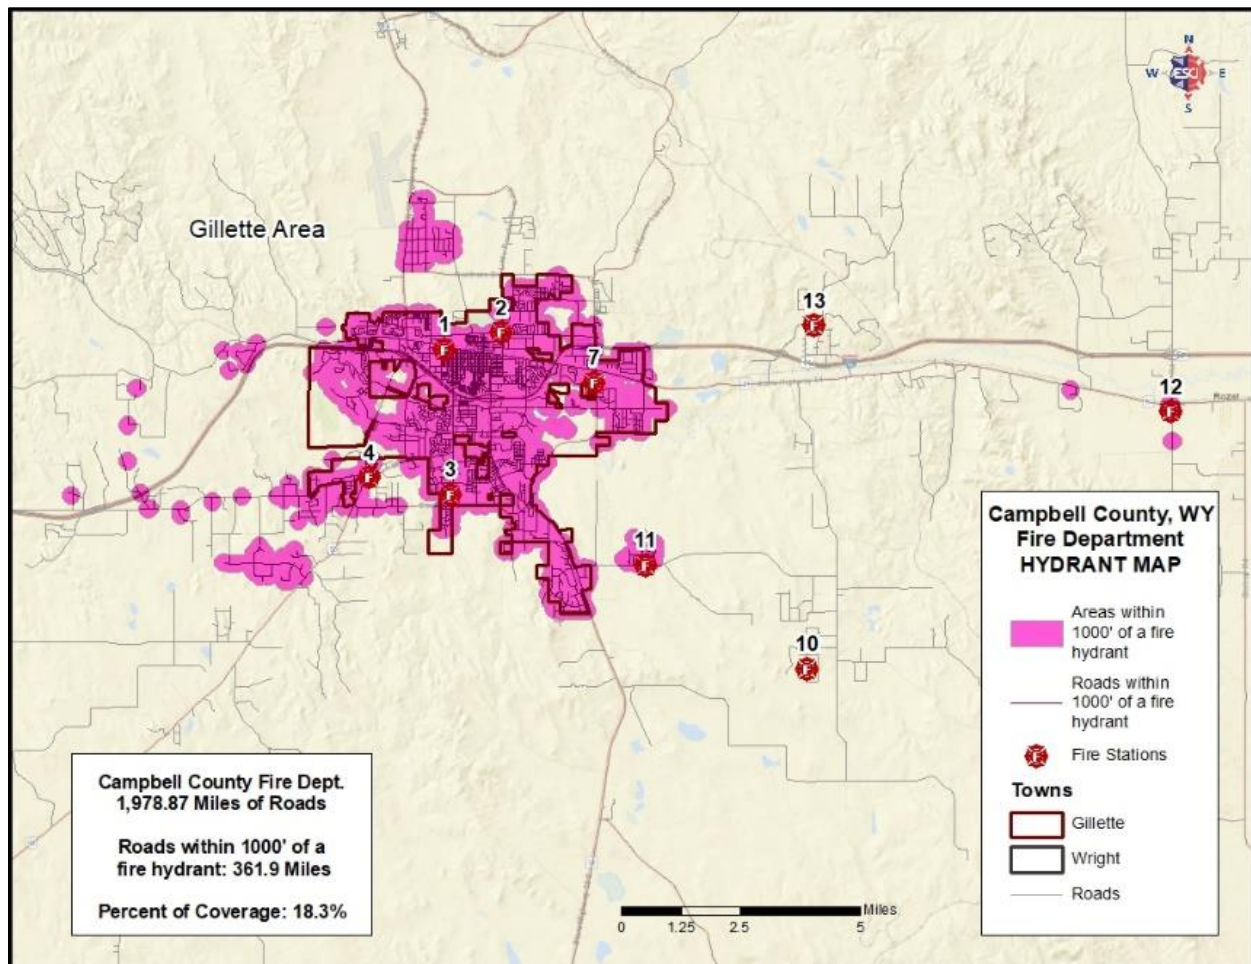 N
W
ESCI
E
S
Gillette Area
13
2
1
7
12
Rozet
4
3
11
10
Campbell County, WY
Fire Department
HYDRANT MAP
Areas within
1000' of a fire
hydrant
Roads within
1000' of a fire
hydrant
Fire Stations
Towns
Gillette
Wright
Roads
Campbell County Fire Dept.
1,978.87 Miles of Roads
Roads within 1000' of a
fire hydrant: 361.9 Miles
Percent of Coverage: 18.3%
Miles
0 1.25 2.5 5